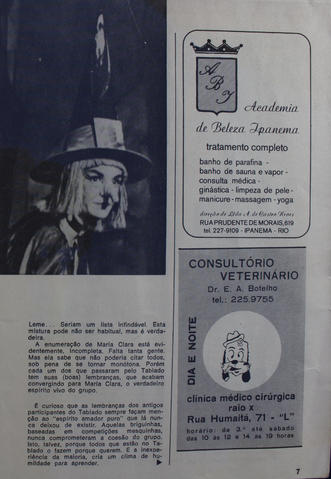 Leme... Seriam um lista infindável. Esta
mistura pode não ser habitual, mas é verda-
deira.
A enumeração de Maria Clara está evi-
dentemente, incompleta. Falta tanta gente.
Mas ela sabe que não poderia citar todos,
sob pena de se tornar monótona. Porém
cada um dos que passaram pelo Tablado
tem suas (boas) lembranças, que acabam
convergindo para Maria Clara, o verdadeiro
espírito vivo do grupo.
É curioso que as lembranças dos antigos
participantes do Tablado sempre façam men-
ção ao "espírito amador puro" que lá nun-
ca deixou de existir. Aquelas briguinhas,
baseadas em competições mesquinhas,
nunca comprometeram a coesão do grupo.
Isto, talvez, porque todos que estão no Ta-
blado o fazem porque querem. E a inexpe-
riência da maioria, cria um clima de hu-
mildade para aprender.
A B I
Academia
de Beleza Ipanema
tratamento completo
banho de parafina -
banho de sauna e vapor -
consulta médica -
ginástica - limpeza de pele -
manicure - massagem - yoga
RUA PRUDENTE DE MORAIS, 619
tel. 227-9109 - IPANEMA - RIO
CONSULTÓRIO
VETERINÁRIO
Dr. E. A. Botelho
tel.: 225.9755
DIA E NOITE
clínica médico cirúrgica
raio x
Rua Humaitá, 71 - "L"
horário: da 3.ª até sábado
das 10 às 12 e 14 às 19 horas
7